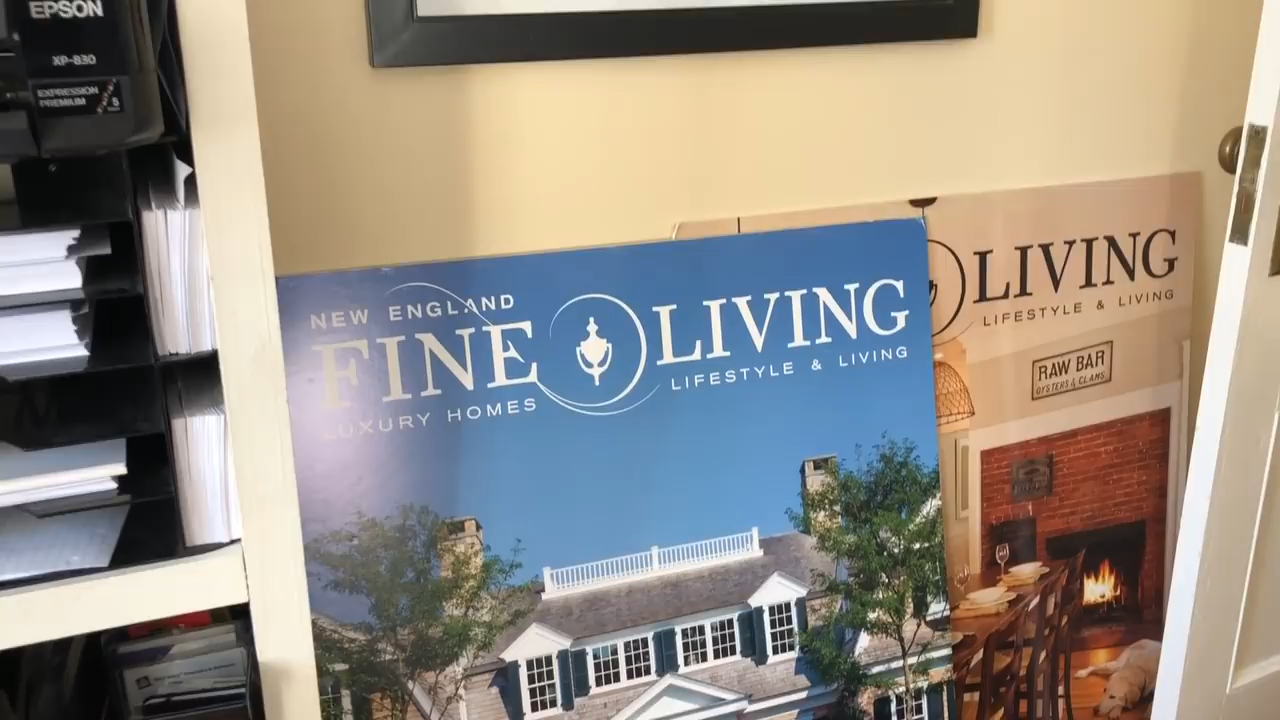 EPSON
XP-830
EXPRESSION
PREMIUM
5
NEW ENGLAND
FINE LIVING
LUXURY HOMES
LIFESTYLE & LIVING
LIVING
LIFESTYLE & LIVING
RAW BAR
OYSTERS & CLAMS